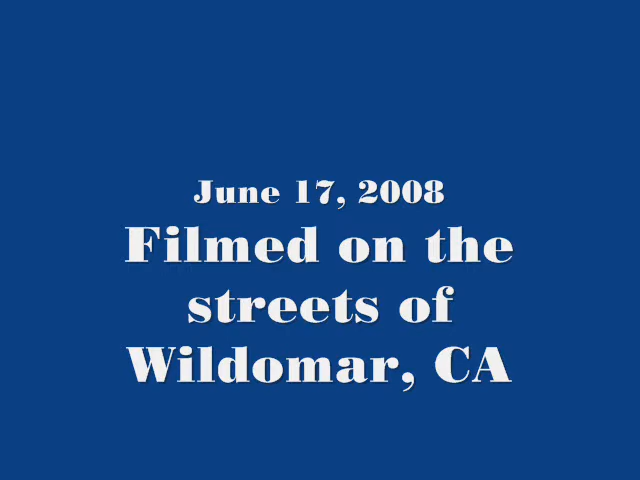 June 17, 2008
Filmed on the
streets of
Wildomar, CA